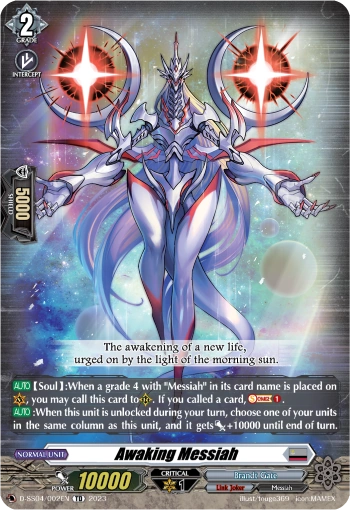 2
GRADE
INTERCEPT
5000
SHIELD
The awakening of a new life,
urged on by the light of the morning sun.
AUTO 【Soul】:When a grade 4 with "Messiah" in its card name is placed
on , you may call this card to . If you called a card, 1.
AUTO :When this unit is unlocked during your turn, choose one of your units
in the same column as this unit, and it gets +10000 until end of turn.
NORMAL UNIT
Awaking Messiah
POWER 10000
CRITICAL
1
Brandt Gate
Link Joker Messiah
D-SS04/002EN TD 2023